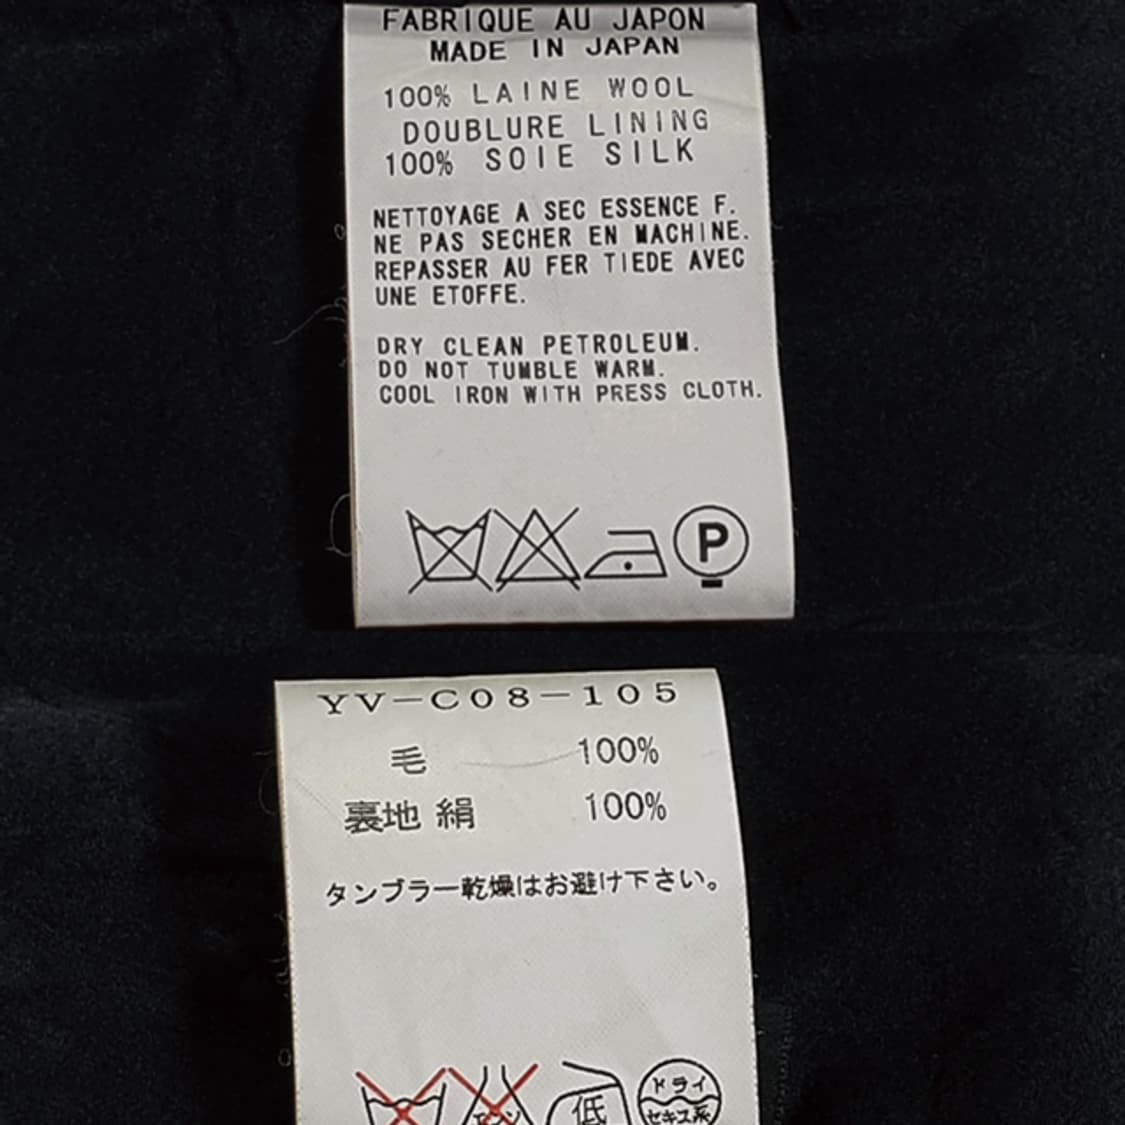 FABRIQUE AU JAPON
MADE IN JAPAN
100% LAINE WOOL
DOUBLURE LINING
100% SOIE SILK
NETTOYAGE A SEC ESSENCE F.
NE PAS SECHER EN MACHINE.
REPASSER AU FER TIEDE AVEC
UNE ETOFFE.
DRY CLEAN PETROLEUM.
DO NOT TUMBLE WARM.
COOL IRON WITH PRESS CLOTH.
P
YV-C08-105
毛 100%
裏地 絹 100%
タンブラー乾燥はお避け下さい。
低
ドライ
セキユ系